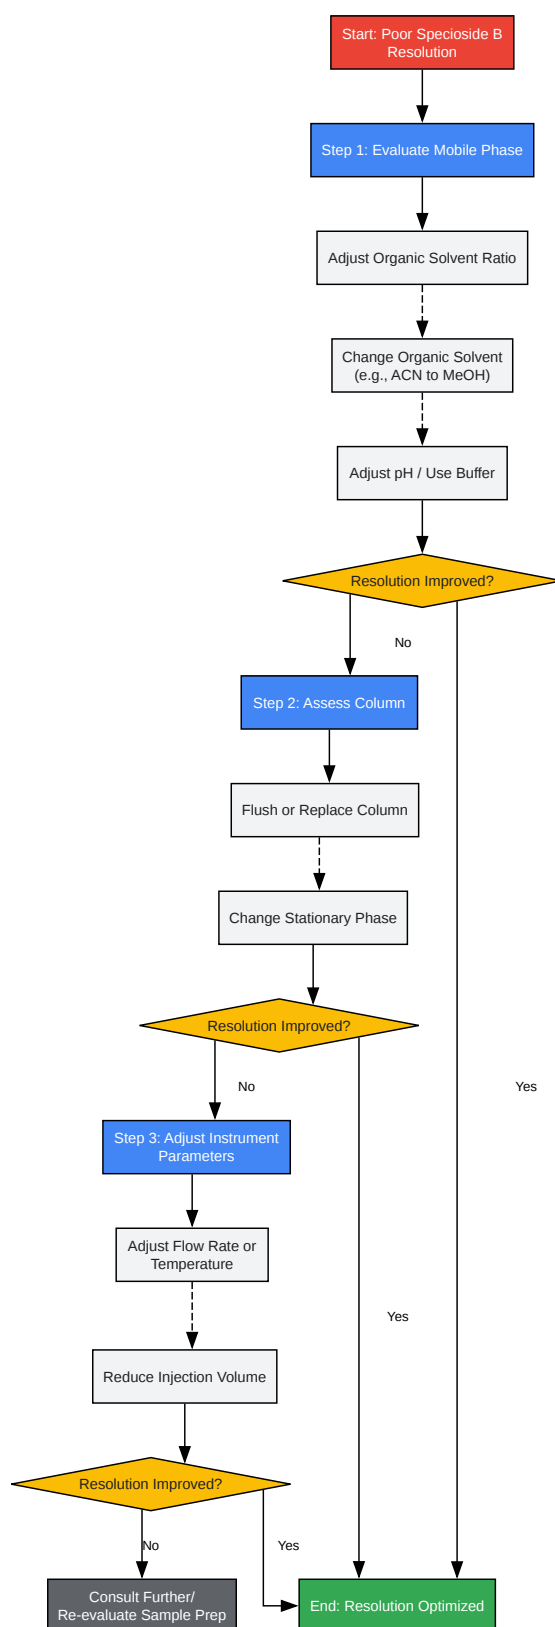 Start: Poor Specioside B
Resolution
Step 1: Evaluate Mobile Phase
Adjust Organic Solvent Ratio
Change Organic Solvent
(e.g., ACN to MeOH)
Adjust pH / Use Buffer
Resolution Improved?
No
Step 2: Assess Column
Flush or Replace Column
Change Stationary Phase
Resolution Improved?
No
Yes
Step 3: Adjust Instrument
Parameters
Adjust Flow Rate or
Temperature
Yes
Reduce Injection Volume
Resolution Improved?
No
Yes
Consult Further/
Re-evaluate Sample Prep
End: Resolution Optimized